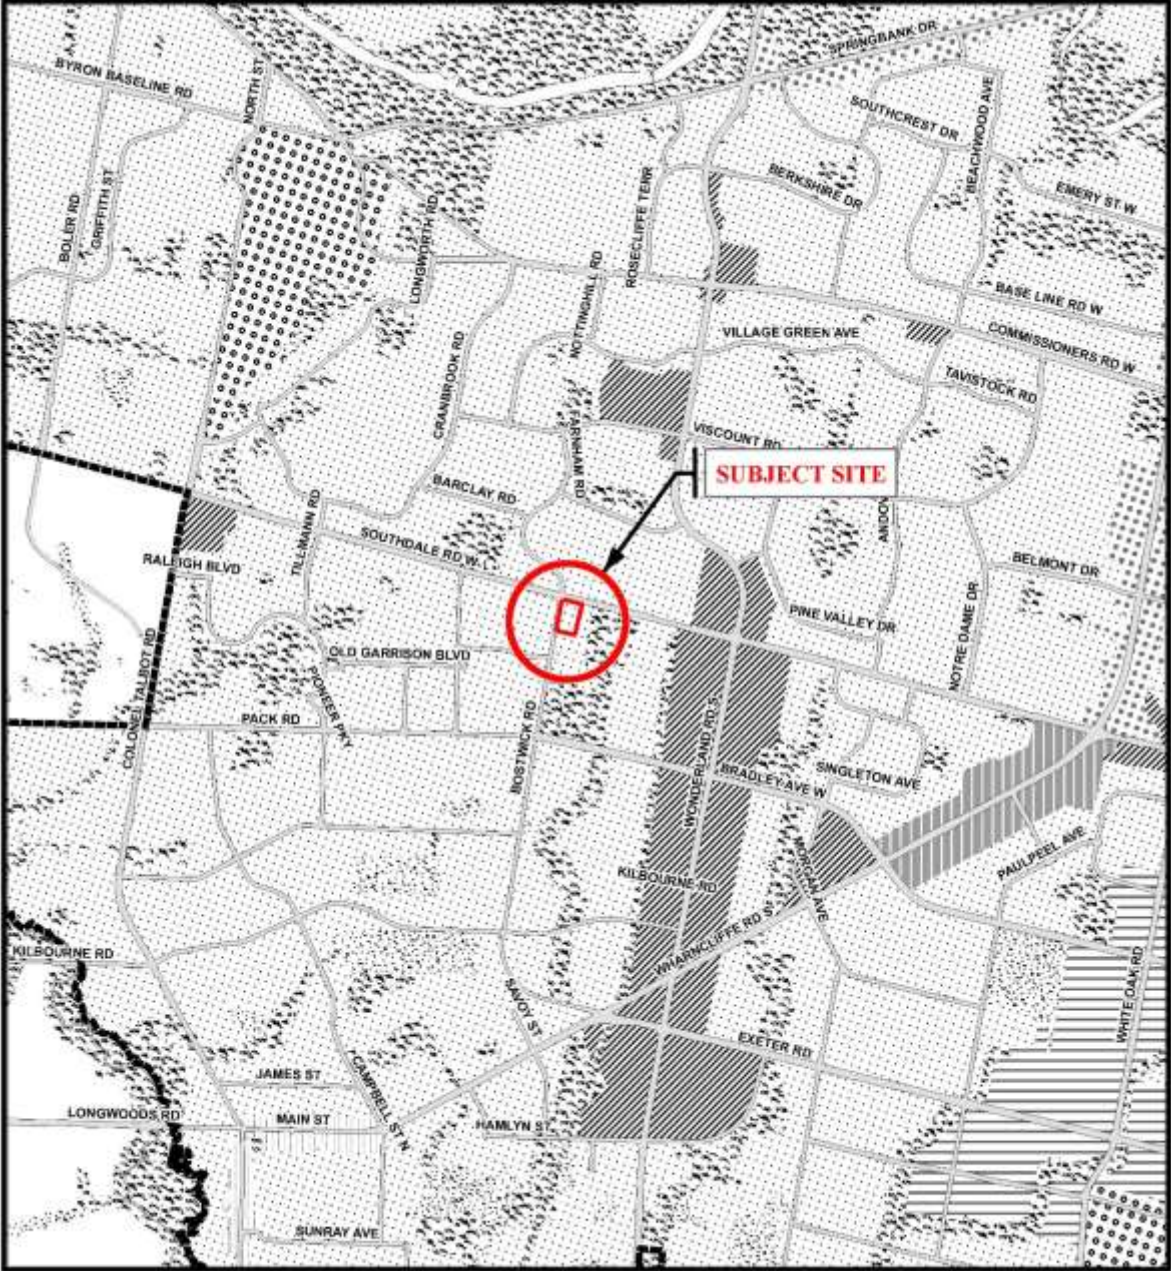 SPRINGBANK DR
BYRON BASELINE RD
NORTH ST
SOUTHCREST DR
BEACHWOOD AVE
BERKSHIRE DR
EMERY ST W
BOLER RD
GRIFFITH ST
LONGWORTH RD
ROSECLIFFE TERR
NOTTINGHILL RD
BASE LINE RD W
COMMISSIONERS RD W
VILLAGE GREEN AVE
TAVISTOCK RD
CRANBROOK RD
FARNHAM RD
VISCOUNT RD
SUBJECT SITE
BARCLAY RD
TILLMANN RD
SOUTHDALE RD W
RALEIGH BLVD
BELMONT DR
PINE VALLEY DR
NOTRE DAME DR
OLD GARRISON BLVD
COLONEL TALBOT RD
PIONEER PKY
PACK RD
BOSTWICK RD
WONDERLAND RD S
BRADLEY AVE W
SINGLETON AVE
MORGAN AVE
PAULPEEL AVE
KILBOURNE RD
WHARNCLIFFE RD S
KILBOURNE RD
WHITE OAK RD
SAVOY ST
EXETER RD
JAMES ST
CAMPBELL ST N
LONGWOODS RD
MAIN ST
HAMLYN ST
SUNRAY AVE